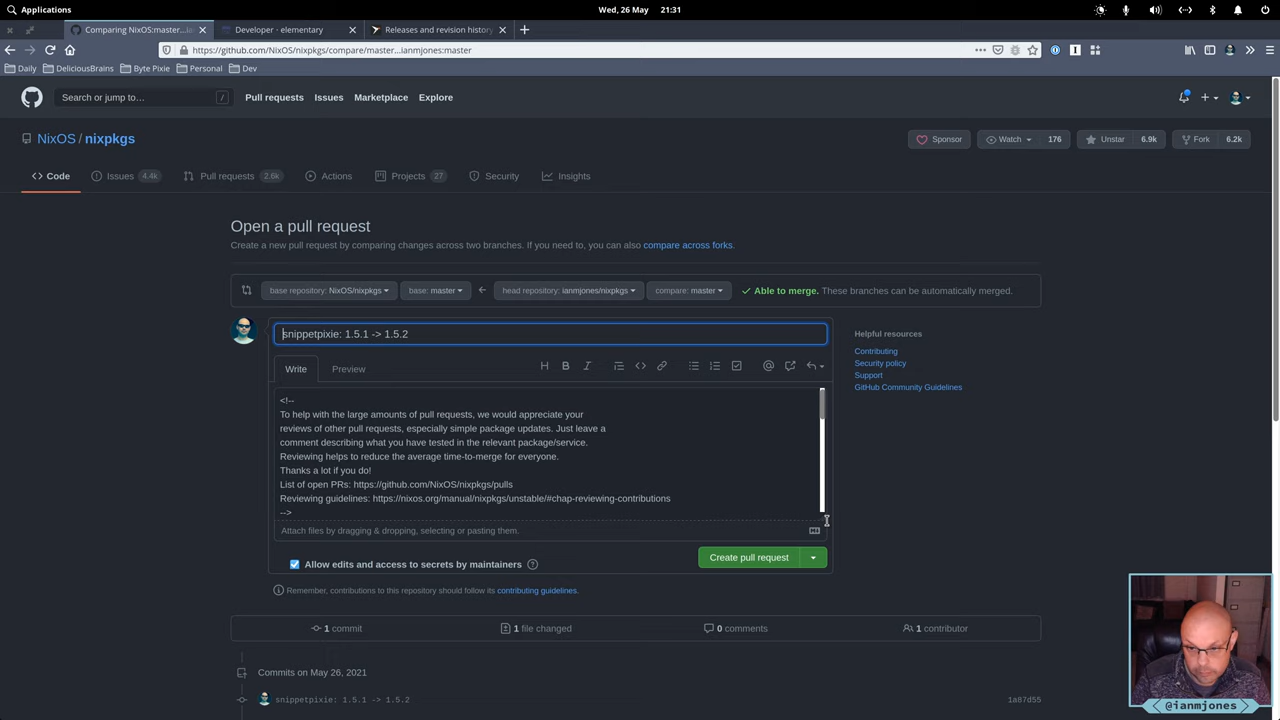 Applications
Wed, 26 May 21:31
Comparing NixOS:master...ia
Developer - elementary
Releases and revision history
https://github.com/NixOS/nixpkgs/compare/master...ianmjones:master
Daily
DeliciousBrains
Byte Pixie
Personal
Dev
Search or jump to…
/
Pull requests
Issues
Marketplace
Explore
NixOS / nixpkgs
Sponsor
Watch
176
Unstar
6.9k
Fork
6.2k
Code
Issues 4.4k
Pull requests 2.6k
Actions
Projects 27
Security
Insights
Open a pull request
Create a new pull request by comparing changes across two branches. If you need to, you can also compare across forks.
base repository: NixOS/nixpkgs
base: master
head repository: ianmjones/nixpkgs
compare: master
Able to merge. These branches can be automatically merged.
snippetpixie: 1.5.1 -> 1.5.2
Helpful resources
Contributing
Security policy
Support
GitHub Community Guidelines
Write
Preview
<!--
To help with the large amounts of pull requests, we would appreciate your
reviews of other pull requests, especially simple package updates. Just leave a
comment describing what you have tested in the relevant package/service.
Reviewing helps to reduce the average time-to-merge for everyone.
Thanks a lot if you do!
List of open PRs: https://github.com/NixOS/nixpkgs/pulls
Reviewing guidelines: https://nixos.org/manual/nixpkgs/unstable/#chap-reviewing-contributions
-->
Attach files by dragging & dropping, selecting or pasting them.
Allow edits and access to secrets by maintainers
Create pull request
Remember, contributions to this repository should follow its contributing guidelines.
1 commit
1 file changed
0 comments
1 contributor
Commits on May 26, 2021
snippetpixie: 1.5.1 -> 1.5.2
1a87d55
@ianmjones